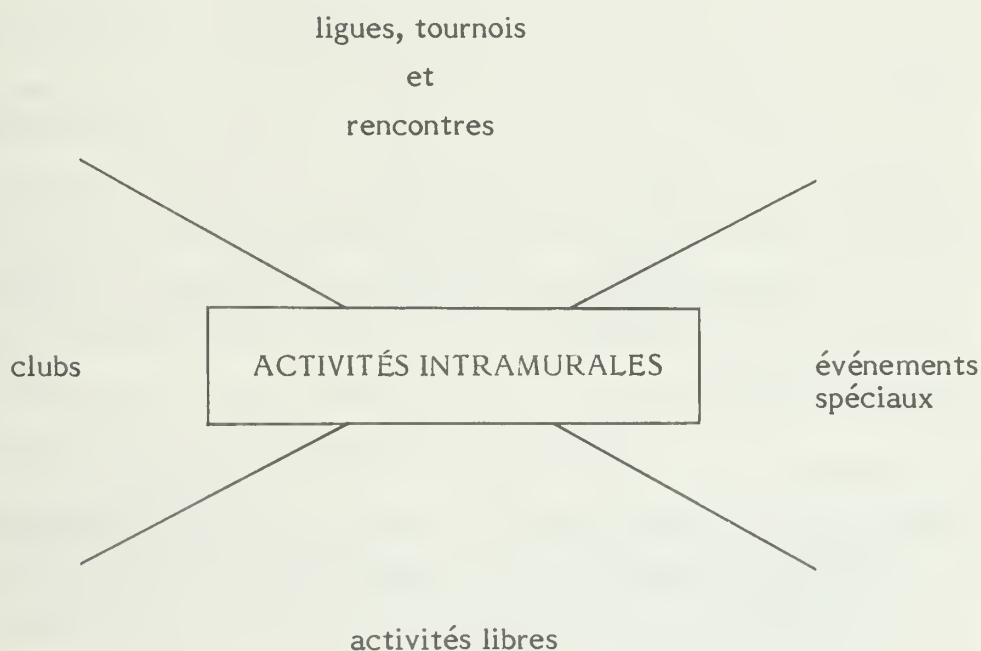 ligues, tournois
et
rencontres
clubs
ACTIVITÉS INTRAMURALES
événements
spéciaux
activités libres